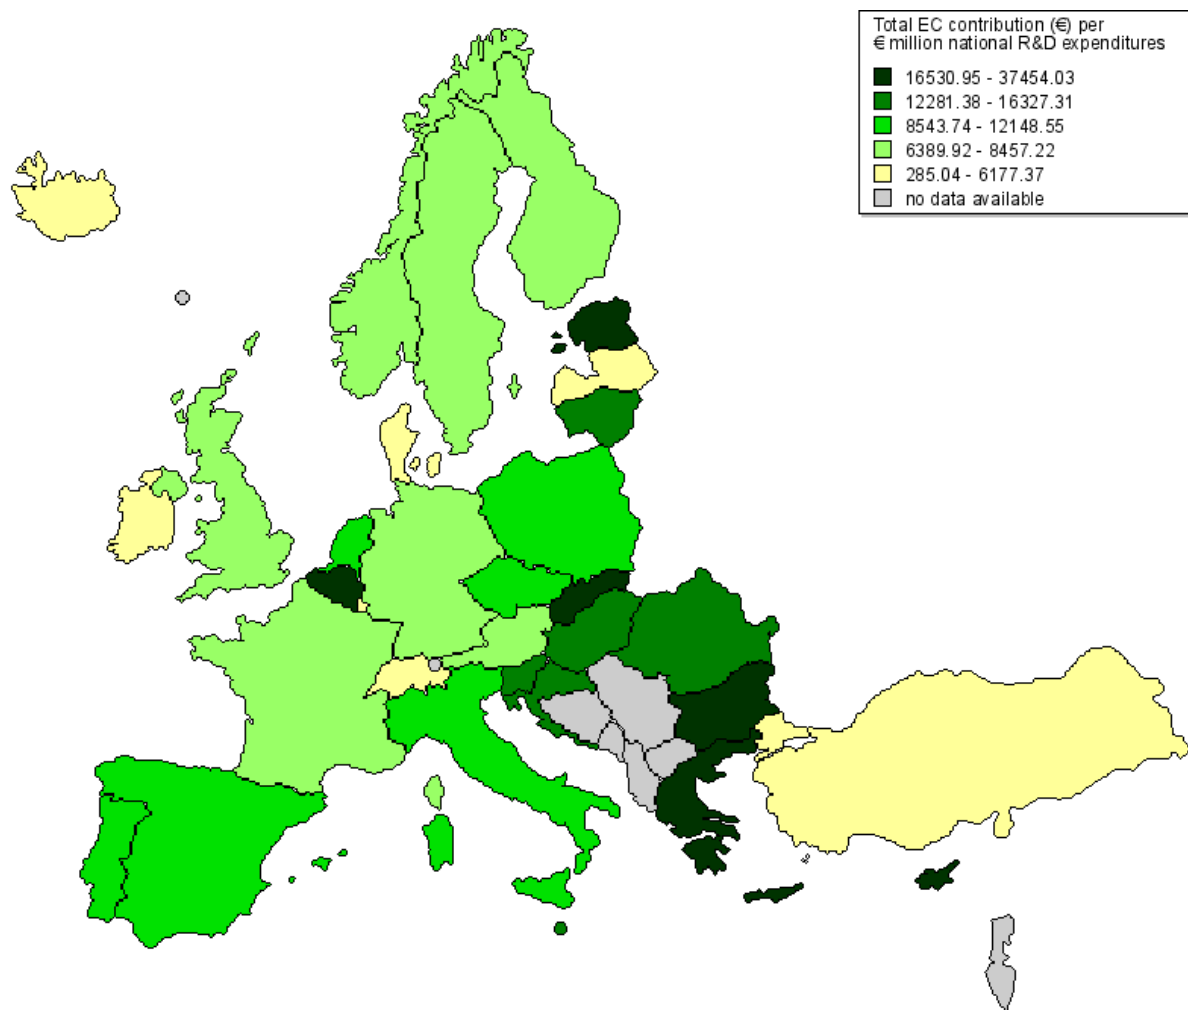 Total EC contribution (€) per
€ million national R&D expenditures
16530.95 - 37454.03
12281.38 - 16327.31
8543.74 - 12148.55
6389.92 - 8457.22
285.04 - 6177.37
no data available